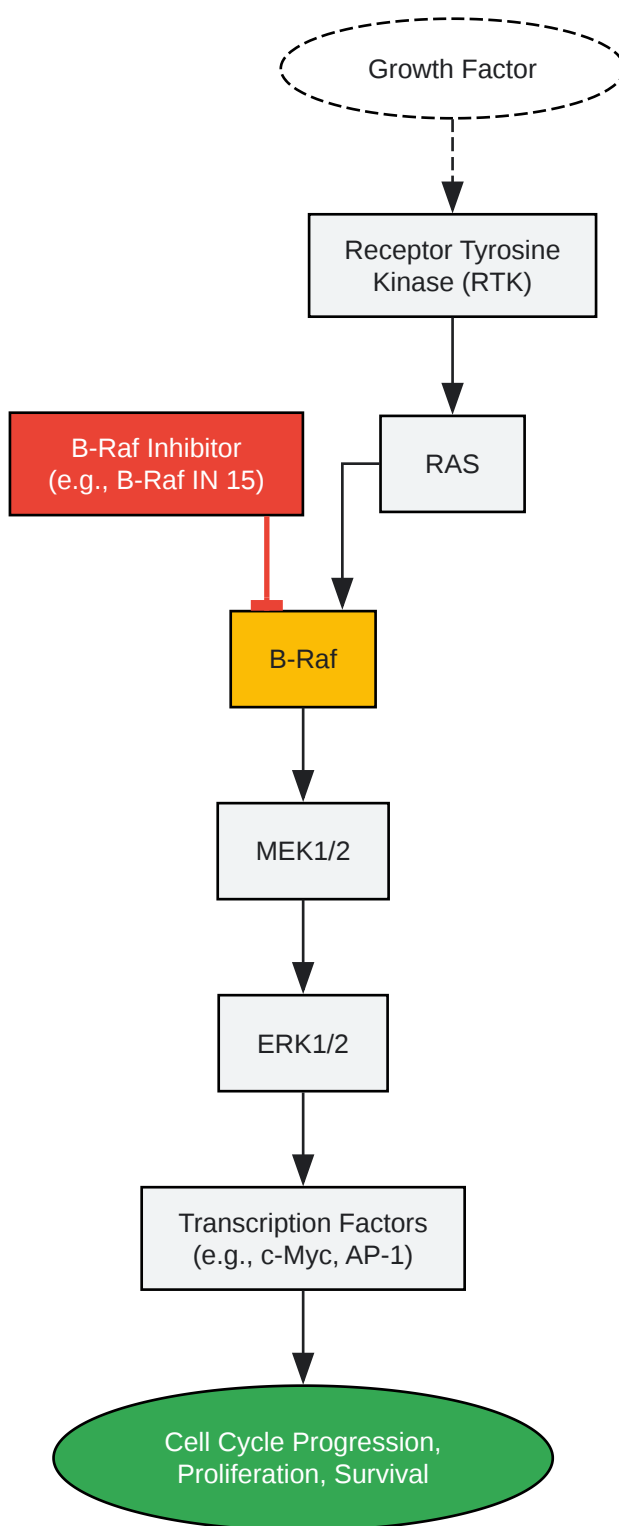 Growth Factor
Receptor Tyrosine
Kinase (RTK)
B-Raf Inhibitor
(e.g., B-Raf IN 15)
RAS
B-Raf
MEK1/2
ERK1/2
Transcription Factors
(e.g., c-Myc, AP-1)
Cell Cycle Progression,
Proliferation, Survival